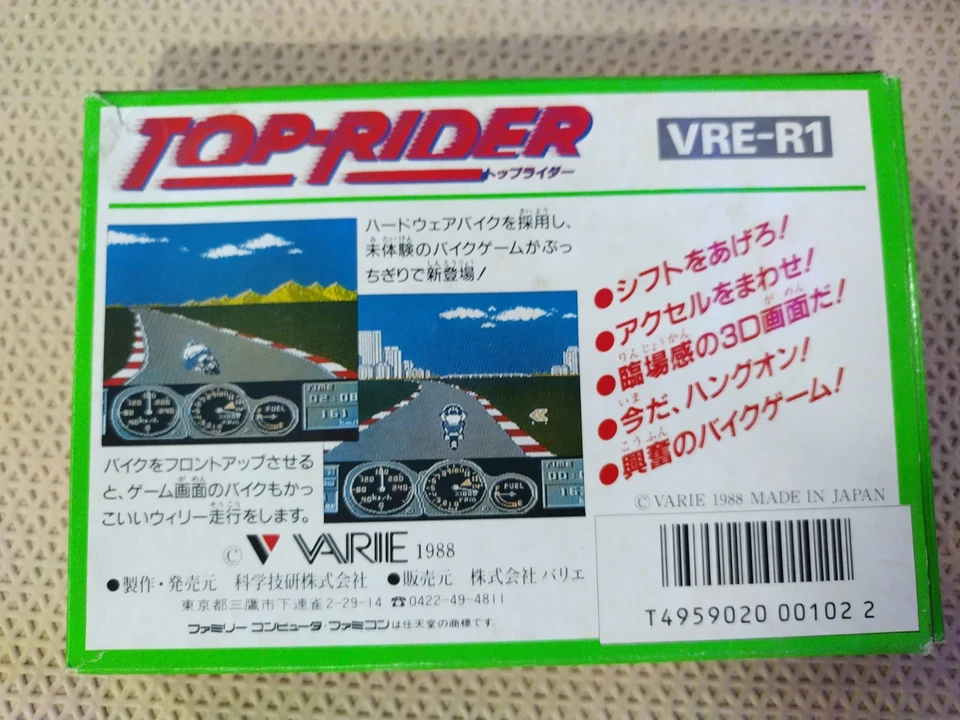 TOP-RIDER
トップライダー
VRE-R1
ハードウェアバイクを採用し、
未体験のバイクゲームがぶっ
ちぎりで新登場!
●シフトをあげろ!
●アクセルをまわせ!
●臨場感の3D画面だ!
●今だ、ハングオン!
●興奮のバイクゲーム!
バイクをフロントアップさせる
と、ゲーム画面のバイクもかっ
こいいウィリー走行をします。
TIME
02:08
161
km/h
FUEL
© VARIE 1988 MADE IN JAPAN
© VARIE 1988
●製作・発売元 科学技研株式会社 ●販売元 株式会社 バリエ
東京都三鷹市下連雀2-29-14 ☎0422-49-4811
ファミリーコンピュータ・ファミコンは任天堂の商標です.
T4959020 00102 2